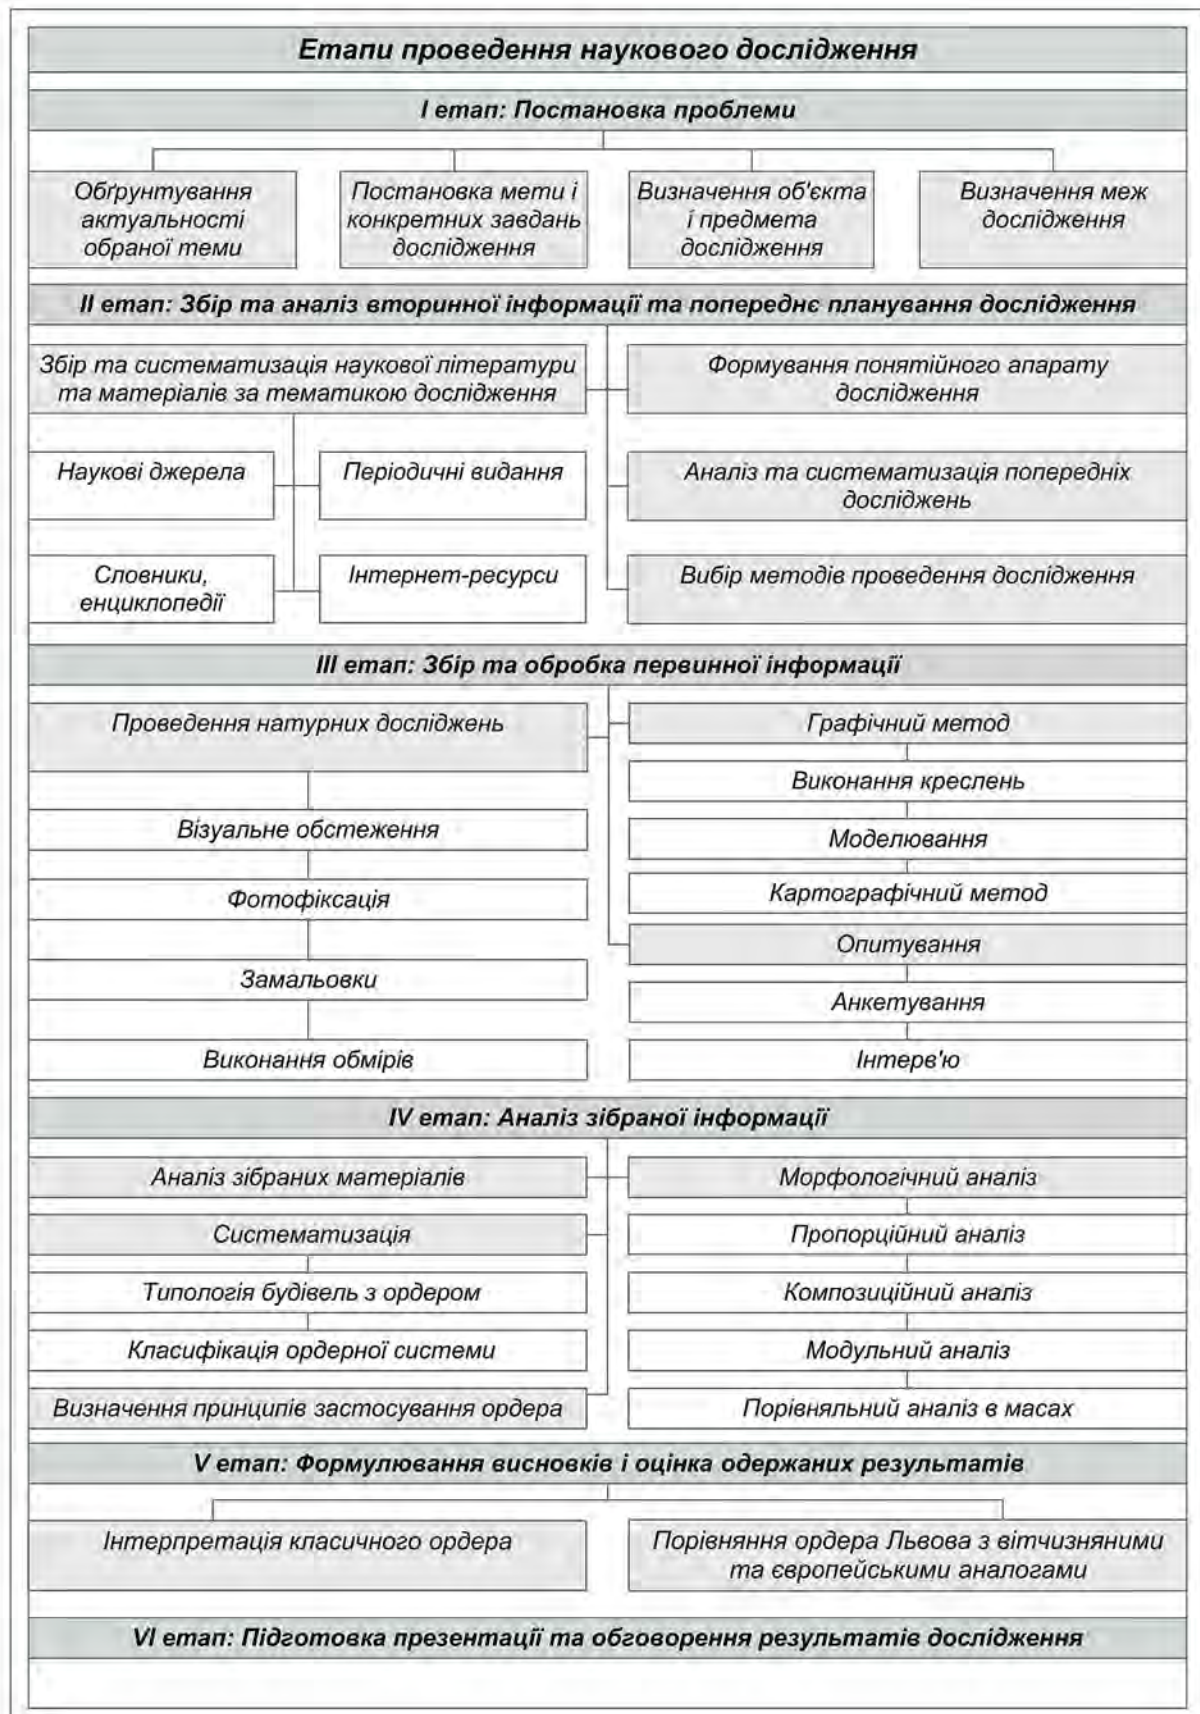 Етапи проведення наукового дослідження
I етап: Постановка проблеми
Обґрунтування
актуальності
обраної теми
Постановка мети і
конкретних завдань
дослідження
Визначення об'єкта
і предмета
дослідження
Визначення меж
дослідження
II етап: Збір та аналіз вторинної інформації та попереднє планування дослідження
Збір та систематизація наукової літератури
та матеріалів за тематикою дослідження
Формування понятійного апарату
дослідження
Наукові джерела
Періодичні видання
Аналіз та систематизація попередніх
досліджень
Словники,
енциклопедії
Інтернет-ресурси
Вибір методів проведення дослідження
III етап: Збір та обробка первинної інформації
Проведення натурних досліджень
Візуальне обстеження
Фотофіксація
Замальовки
Виконання обмірів
Графічний метод
Виконання креслень
Моделювання
Картографічний метод
Опитування
Анкетування
Інтерв'ю
IV етап: Аналіз зібраної інформації
Аналіз зібраних матеріалів
Систематизація
Типологія будівель з ордером
Класифікація ордерної системи
Визначення принципів застосування ордера
Морфологічний аналіз
Пропорційний аналіз
Композиційний аналіз
Модульний аналіз
Порівняльний аналіз в масах
V етап: Формулювання висновків і оцінка одержаних результатів
Інтерпретація класичного ордера
Порівняння ордера Львова з вітчизняними
та європейськими аналогами
VI етап: Підготовка презентації та обговорення результатів дослідження